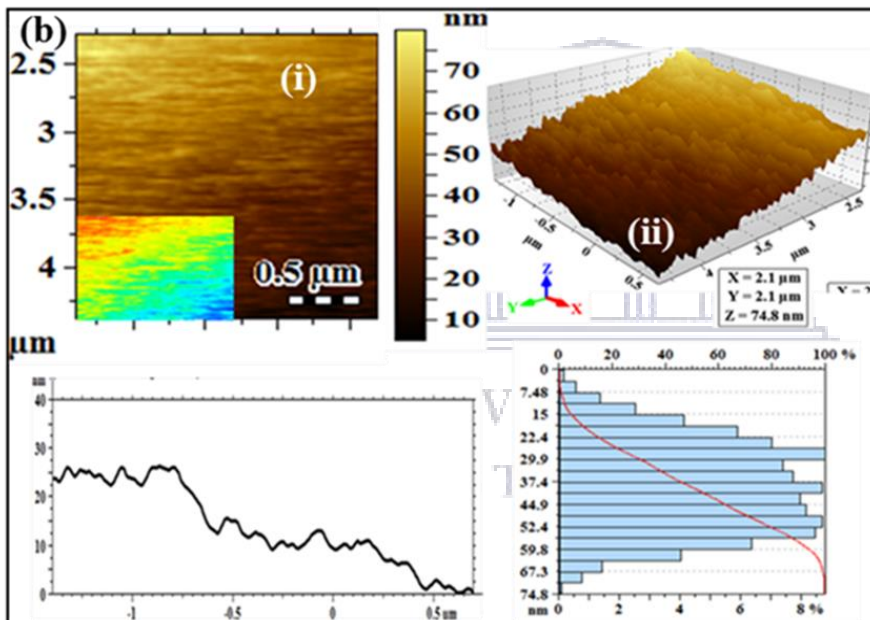 (b)
(i)
2.5
3
3.5
4
µm
0.5 µm
nm
70
60
50
40
30
20
10
(ii)
-1
-0.5
0
0.5
µm
4
3.5
3
2.5
µm
Z
Y
X
X = 2.1 µm
Y = 2.1 µm
Z = 74.8 nm
40
30
20
10
0
-1
-0.5
0
0.5 µm
0 20 40 60 80 100 %
0
7.48
15
22.4
29.9
37.4
44.9
52.4
59.8
67.3
74.8
nm
0 2 4 6 8 %